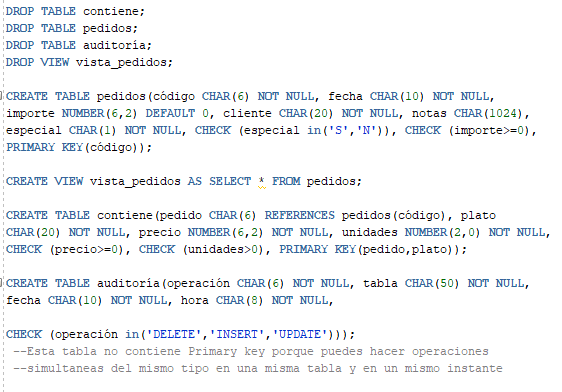 DROP TABLE contiene;
DROP TABLE pedidos;
DROP TABLE auditoría;
DROP VIEW vista_pedidos;
CREATE TABLE pedidos(código CHAR(6) NOT NULL, fecha CHAR(10) NOT NULL,
importe NUMBER(6,2) DEFAULT 0, cliente CHAR(20) NOT NULL, notas CHAR(1024),
especial CHAR(1) NOT NULL, CHECK (especial in('S','N')), CHECK (importe>=0),
PRIMARY KEY(código));
CREATE VIEW vista_pedidos AS SELECT * FROM pedidos;
CREATE TABLE contiene(pedido CHAR(6) REFERENCES pedidos(código), plato
CHAR(20) NOT NULL, precio NUMBER(6,2) NOT NULL, unidades NUMBER(2,0) NOT NULL,
CHECK (precio>=0), CHECK (unidades>0), PRIMARY KEY(pedido,plato));
CREATE TABLE auditoría(operación CHAR(6) NOT NULL, tabla CHAR(50) NOT NULL,
fecha CHAR(10) NOT NULL, hora CHAR(8) NOT NULL,
CHECK (operación in('DELETE','INSERT','UPDATE')));
--Esta tabla no contiene Primary key porque puedes hacer operaciones
--simultaneas del mismo tipo en una misma tabla y en un mismo instante